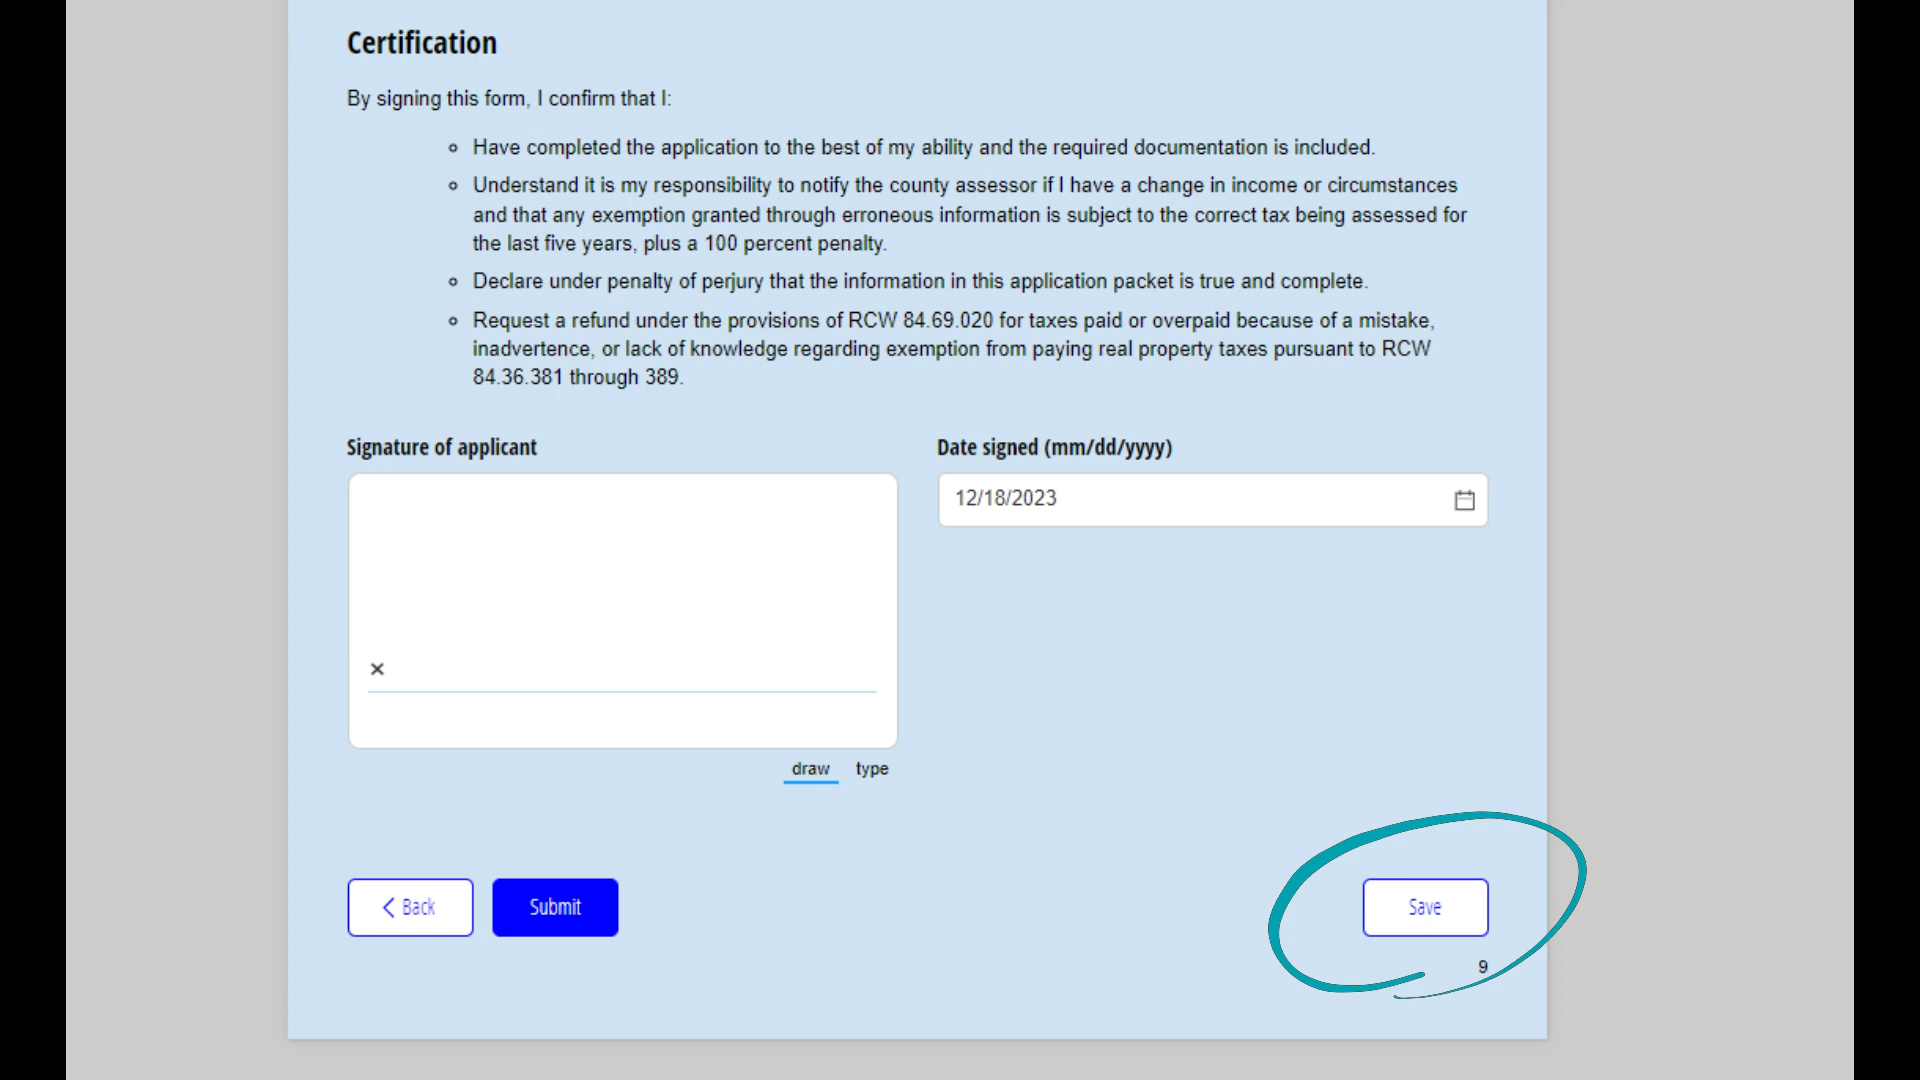 Certification
By signing this form, I confirm that I:
Have completed the application to the best of my ability and the required documentation is included.
Understand it is my responsibility to notify the county assessor if I have a change in income or circumstances
and that any exemption granted through erroneous information is subject to the correct tax being assessed for
the last five years, plus a 100 percent penalty.
Declare under penalty of perjury that the information in this application packet is true and complete.
Request a refund under the provisions of RCW 84.69.020 for taxes paid or overpaid because of a mistake,
inadvertence, or lack of knowledge regarding exemption from paying real property taxes pursuant to RCW
84.36.381 through 389.
Signature of applicant
Date signed (mm/dd/yyyy)
12/18/2023
×
draw type
Back
Submit
Save
9